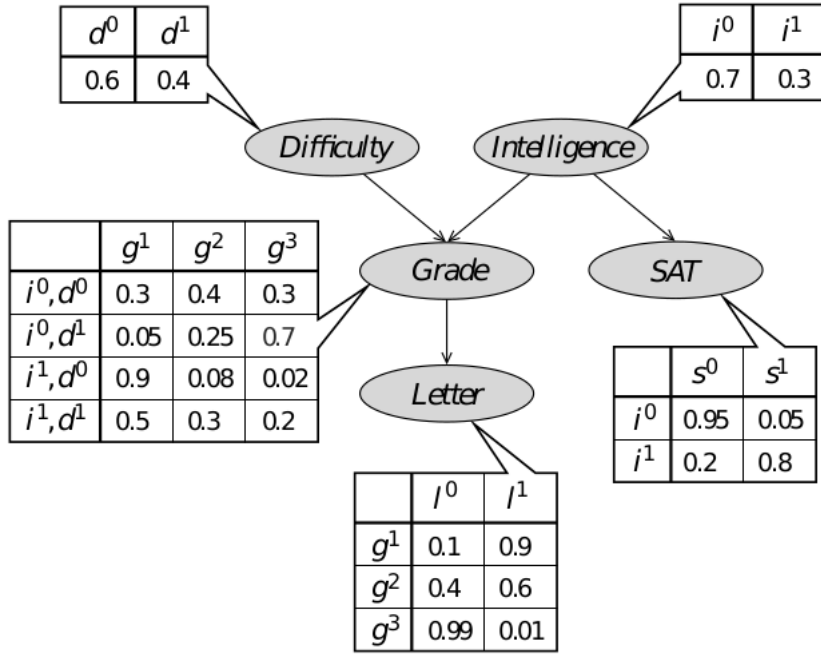 d⁰ d¹
0.6 0.4
i⁰ i¹
0.7 0.3
Difficulty
Intelligence
g¹ g² g³
i⁰,d⁰ 0.3 0.4 0.3
i⁰,d¹ 0.05 0.25 0.7
i¹,d⁰ 0.9 0.08 0.02
i¹,d¹ 0.5 0.3 0.2
Grade
SAT
Letter
s⁰ s¹
i⁰ 0.95 0.05
i¹ 0.2 0.8
l⁰ l¹
g¹ 0.1 0.9
g² 0.4 0.6
g³ 0.99 0.01